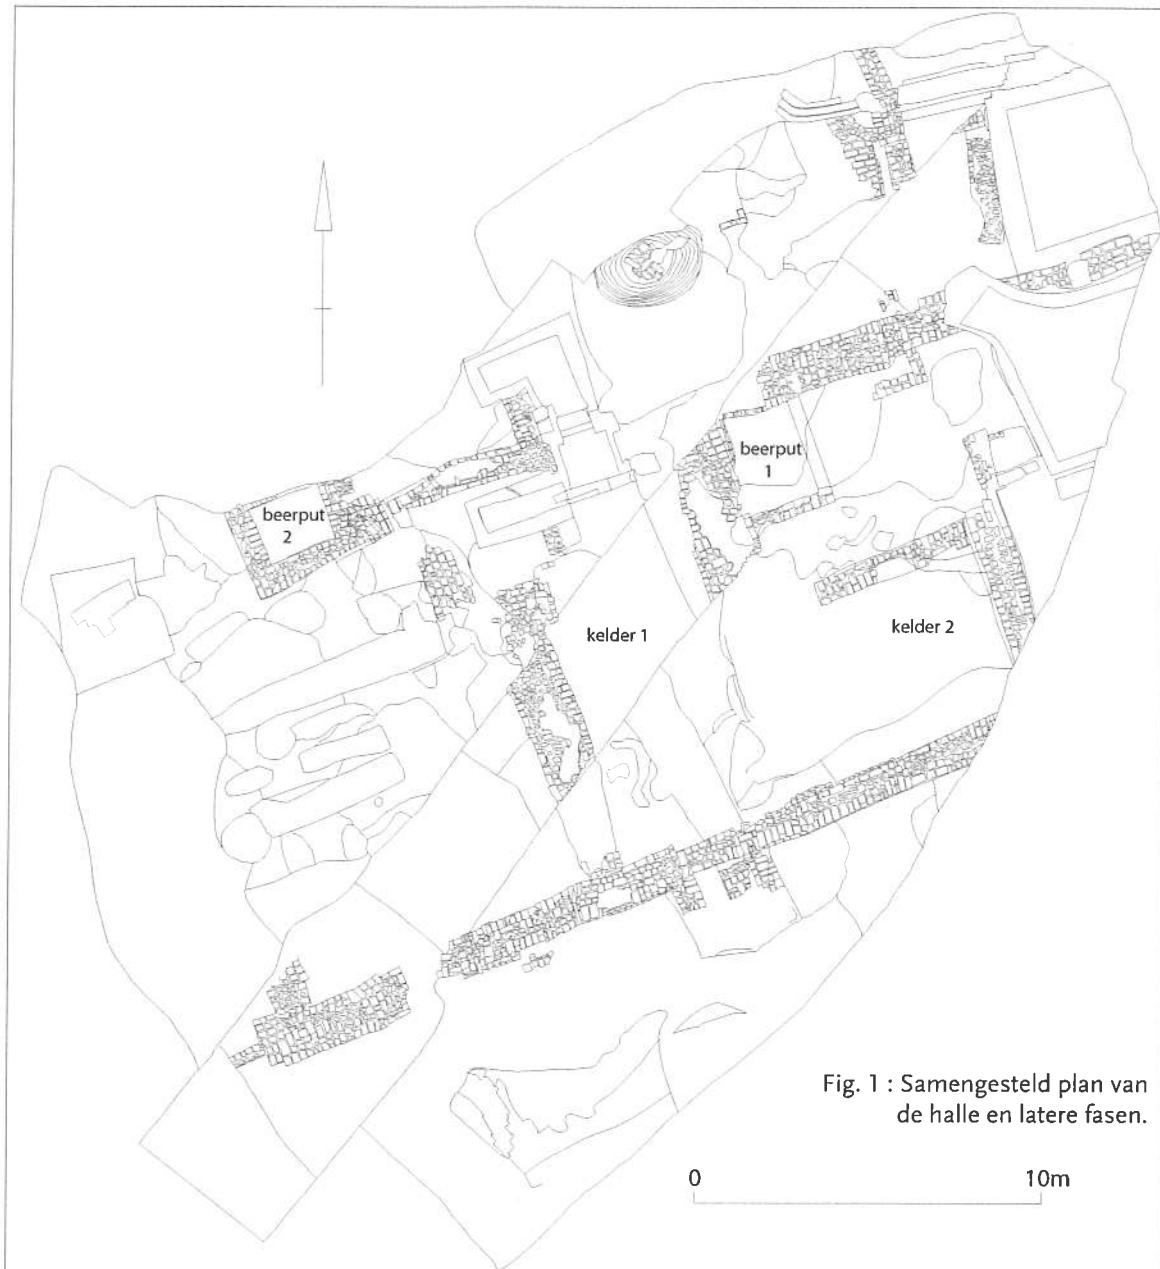 beerput
1
beerput
2
kelder 1
kelder 2
Fig. 1 : Samengesteld plan van
de halle en latere fasen.
0 10m